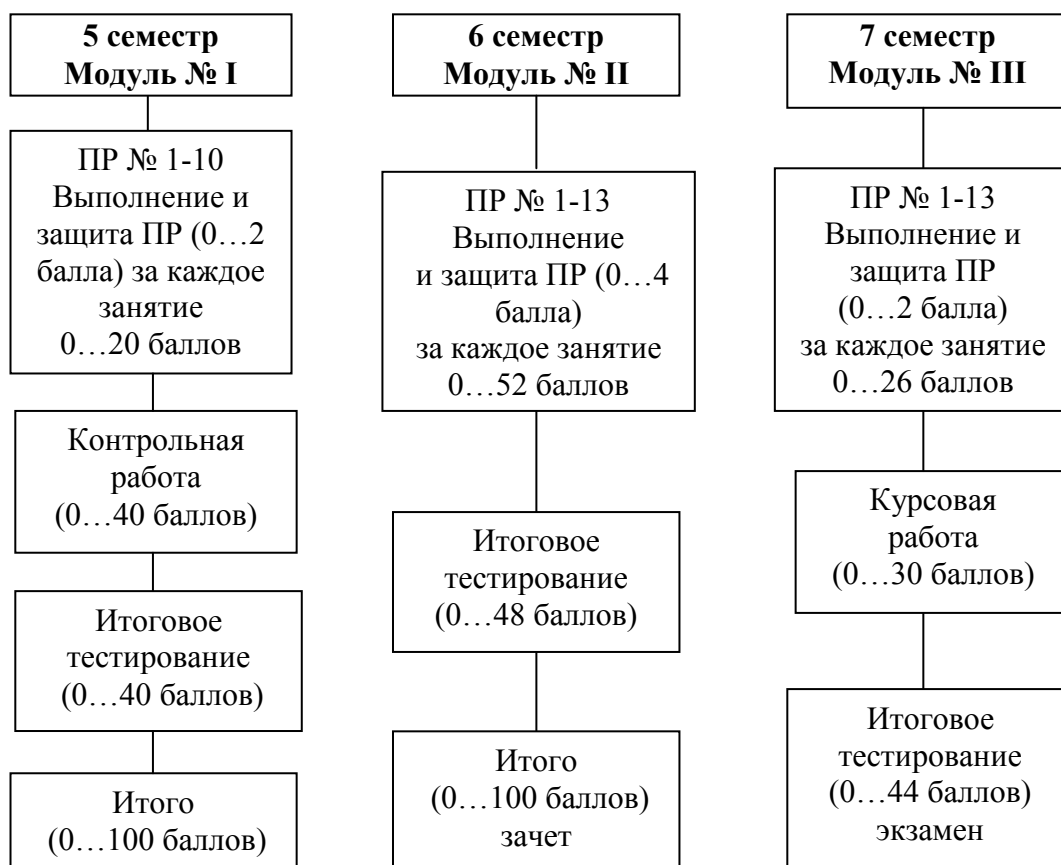 5 семестр
Модуль № I
ПР № 1-10
Выполнение и
защита ПР (0…2
балла) за каждое
занятие
0…20 баллов
Контрольная
работа
(0…40 баллов)
Итоговое
тестирование
(0…40 баллов)
Итого
(0…100 баллов)
6 семестр
Модуль № II
ПР № 1-13
Выполнение
и защита ПР (0…4
балла)
за каждое занятие
0…52 баллов
Итоговое
тестирование
(0…48 баллов)
Итого
(0…100 баллов)
зачет
7 семестр
Модуль № III
ПР № 1-13
Выполнение и
защита ПР
(0…2 балла)
за каждое занятие
0…26 баллов
Курсовая
работа
(0…30 баллов)
Итоговое
тестирование
(0…44 баллов)
экзамен